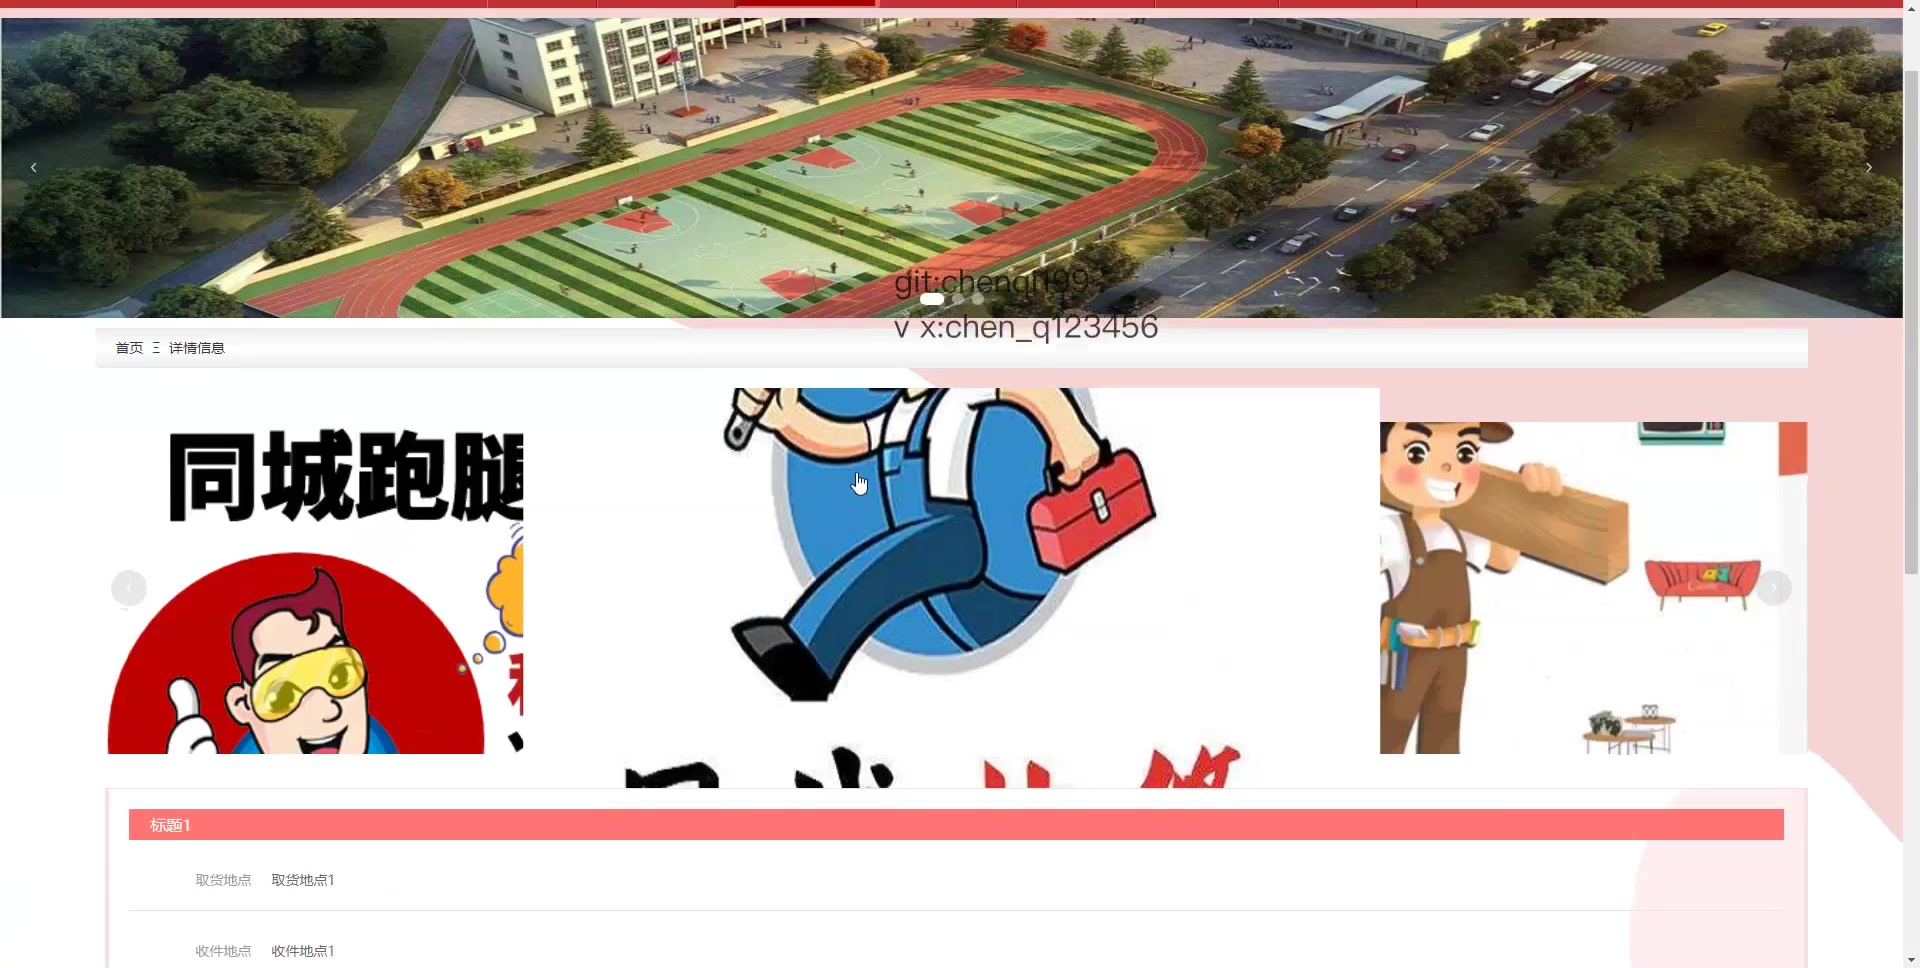 git:chenqi199
v x:chen_q123456
首页 Ξ 详情信息
同城跑腿
标题1
取货地点 取货地点1
收件地点 收件地点1